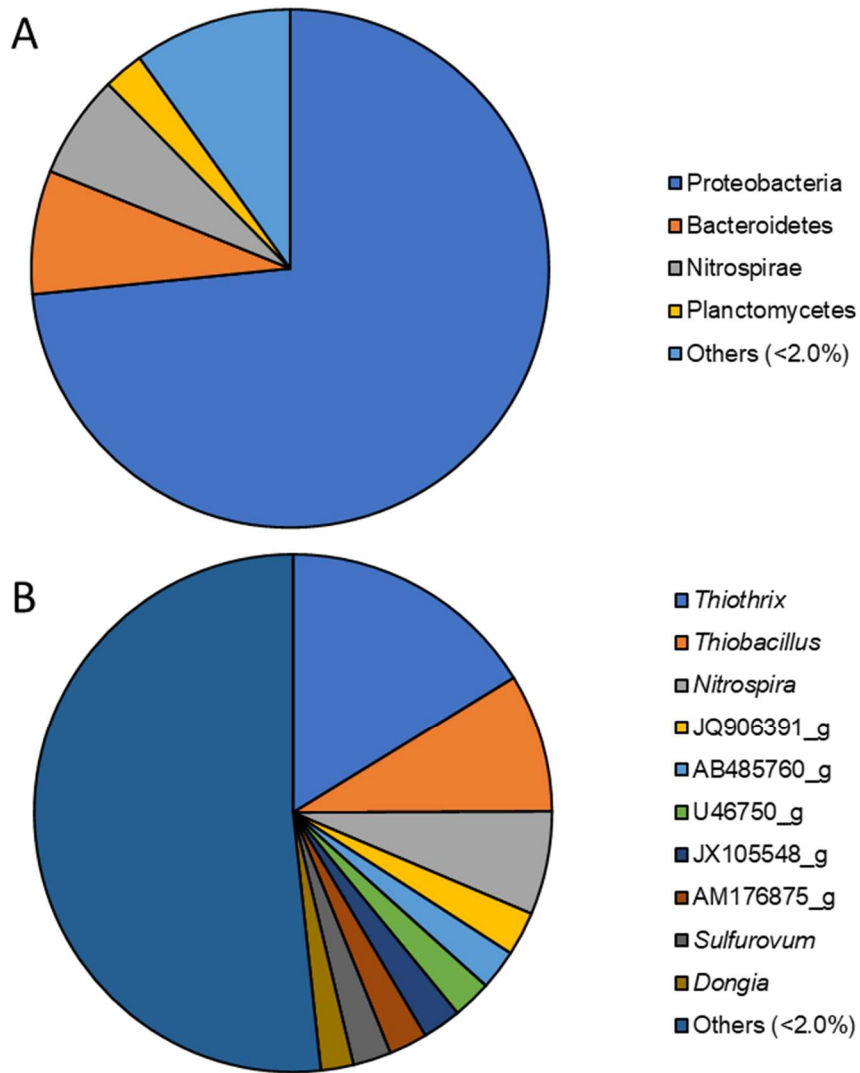 A
Proteobacteria
Bacteroidetes
Nitrospirae
Planctomycetes
Others (<2.0%)
B
Thiothrix
Thiobacillus
Nitrospira
JQ906391_g
AB485760_g
U46750_g
JX105548_g
AM176875_g
Sulfurovum
Dongia
Others (<2.0%)